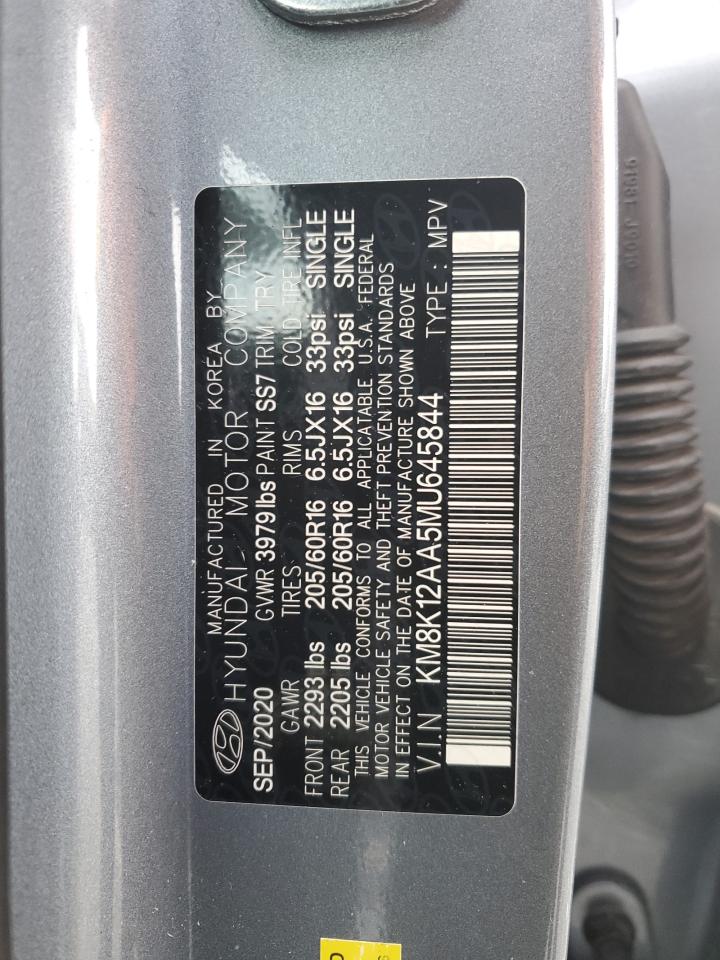 MANUFACTURED IN KOREA BY
HYUNDAI MOTOR COMPANY
SEP/2020 GVWR 3979lbs PAINT SS7 TRIM TRY
GAWR TIRES RIMS COLD TIRE INFL
FRONT 2293 lbs 205/60R16 6.5JX16 33psi SINGLE
REAR 2205 lbs 205/60R16 6.5JX16 33psi SINGLE
THIS VEHICLE CONFORMS TO ALL APPLICATABLE U.S.A. FEDERAL
MOTOR VEHICLE SAFETY AND THEFT PREVENTION STANDARDS
IN EFFECT ON THE DATE OF MANUFACTURE SHOWN ABOVE
V.I.N KM8K12AA5MU645844 TYPE : MPV